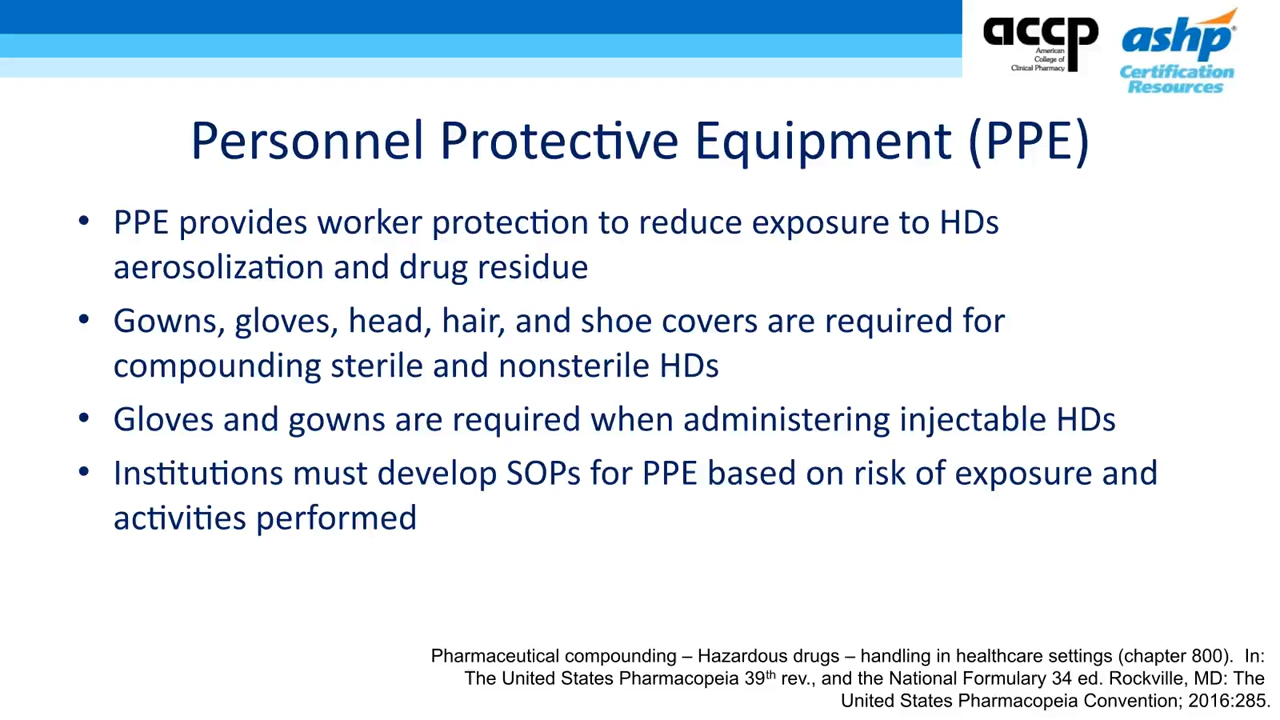 accp
American
College of
Clinical Pharmacy
ashp®
Certification
Resources
Personnel Protective Equipment (PPE)
• PPE provides worker protection to reduce exposure to HDs
aerosolization and drug residue
• Gowns, gloves, head, hair, and shoe covers are required for
compounding sterile and nonsterile HDs
• Gloves and gowns are required when administering injectable HDs
• Institutions must develop SOPs for PPE based on risk of exposure and
activities performed
Pharmaceutical compounding – Hazardous drugs – handling in healthcare settings (chapter 800). In:
The United States Pharmacopeia 39th rev., and the National Formulary 34 ed. Rockville, MD: The
United States Pharmacopeia Convention; 2016:285.